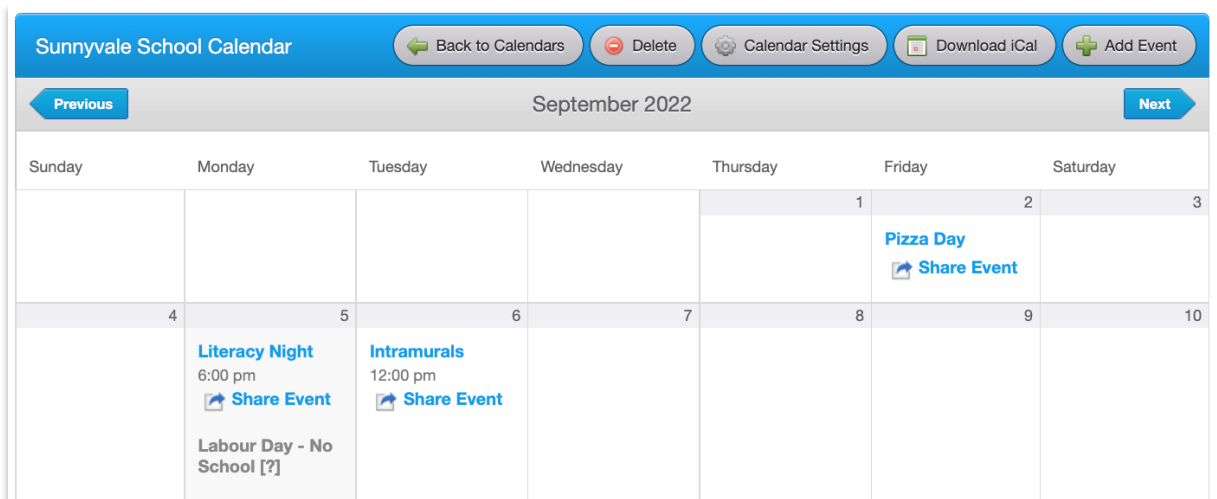 Sunnyvale School Calendar
Back to Calendars
Delete
Calendar Settings
Download iCal
Add Event
Previous
September 2022
Next
Sunday Monday Tuesday Wednesday Thursday Friday Saturday
1 2 3
Pizza Day
Share Event
4 5 6 7 8 9 10
Literacy Night
6:00 pm
Share Event
Labour Day - No
School [?]
Intramurals
12:00 pm
Share Event